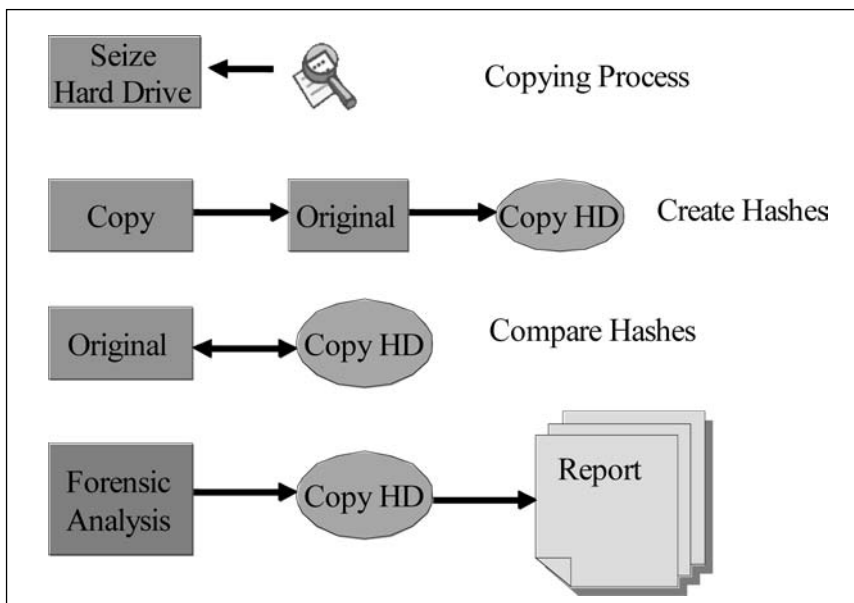 Seize
Hard Drive
Copying Process
Copy
Original
Copy HD
Create Hashes
Original
Copy HD
Compare Hashes
Forensic
Analysis
Copy HD
Report